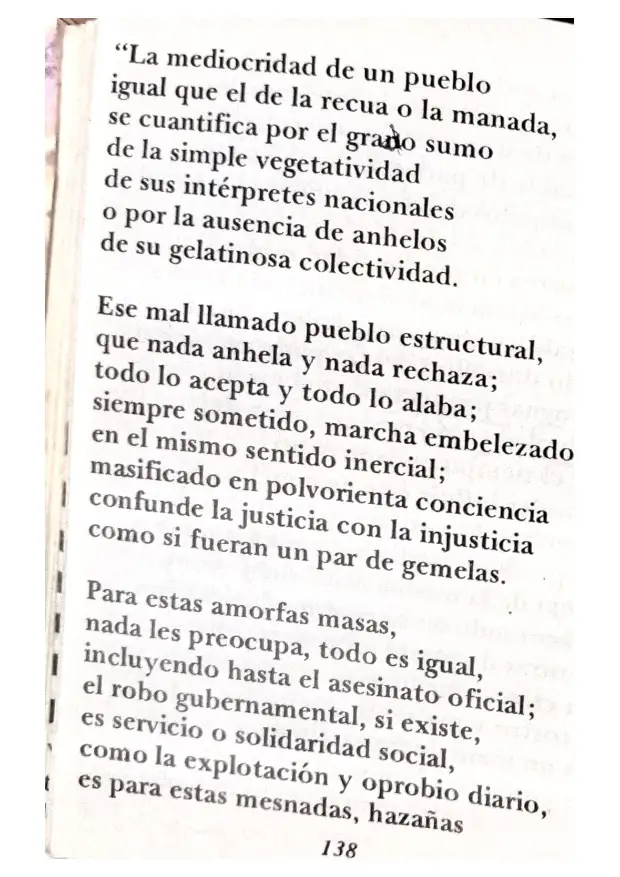 “La mediocridad de un pueblo
igual que el de la recua o la manada,
se cuantifica por el grado sumo
de la simple vegetatividad
de sus intérpretes nacionales
o por la ausencia de anhelos
de su gelatinosa colectividad.
Ese mal llamado pueblo estructural,
que nada anhela y nada rechaza;
todo lo acepta y todo lo alaba;
siempre sometido, marcha embelezado
en el mismo sentido inercial;
masificado en polvorienta conciencia
confunde la justicia con la injusticia
como si fueran un par de gemelas.
Para estas amorfas masas,
nada les preocupa, todo es igual,
incluyendo hasta el asesinato oficial;
el robo gubernamental, si existe,
es servicio o solidaridad social,
como la explotación y oprobio diario,
es para estas mesnadas, hazañas
138